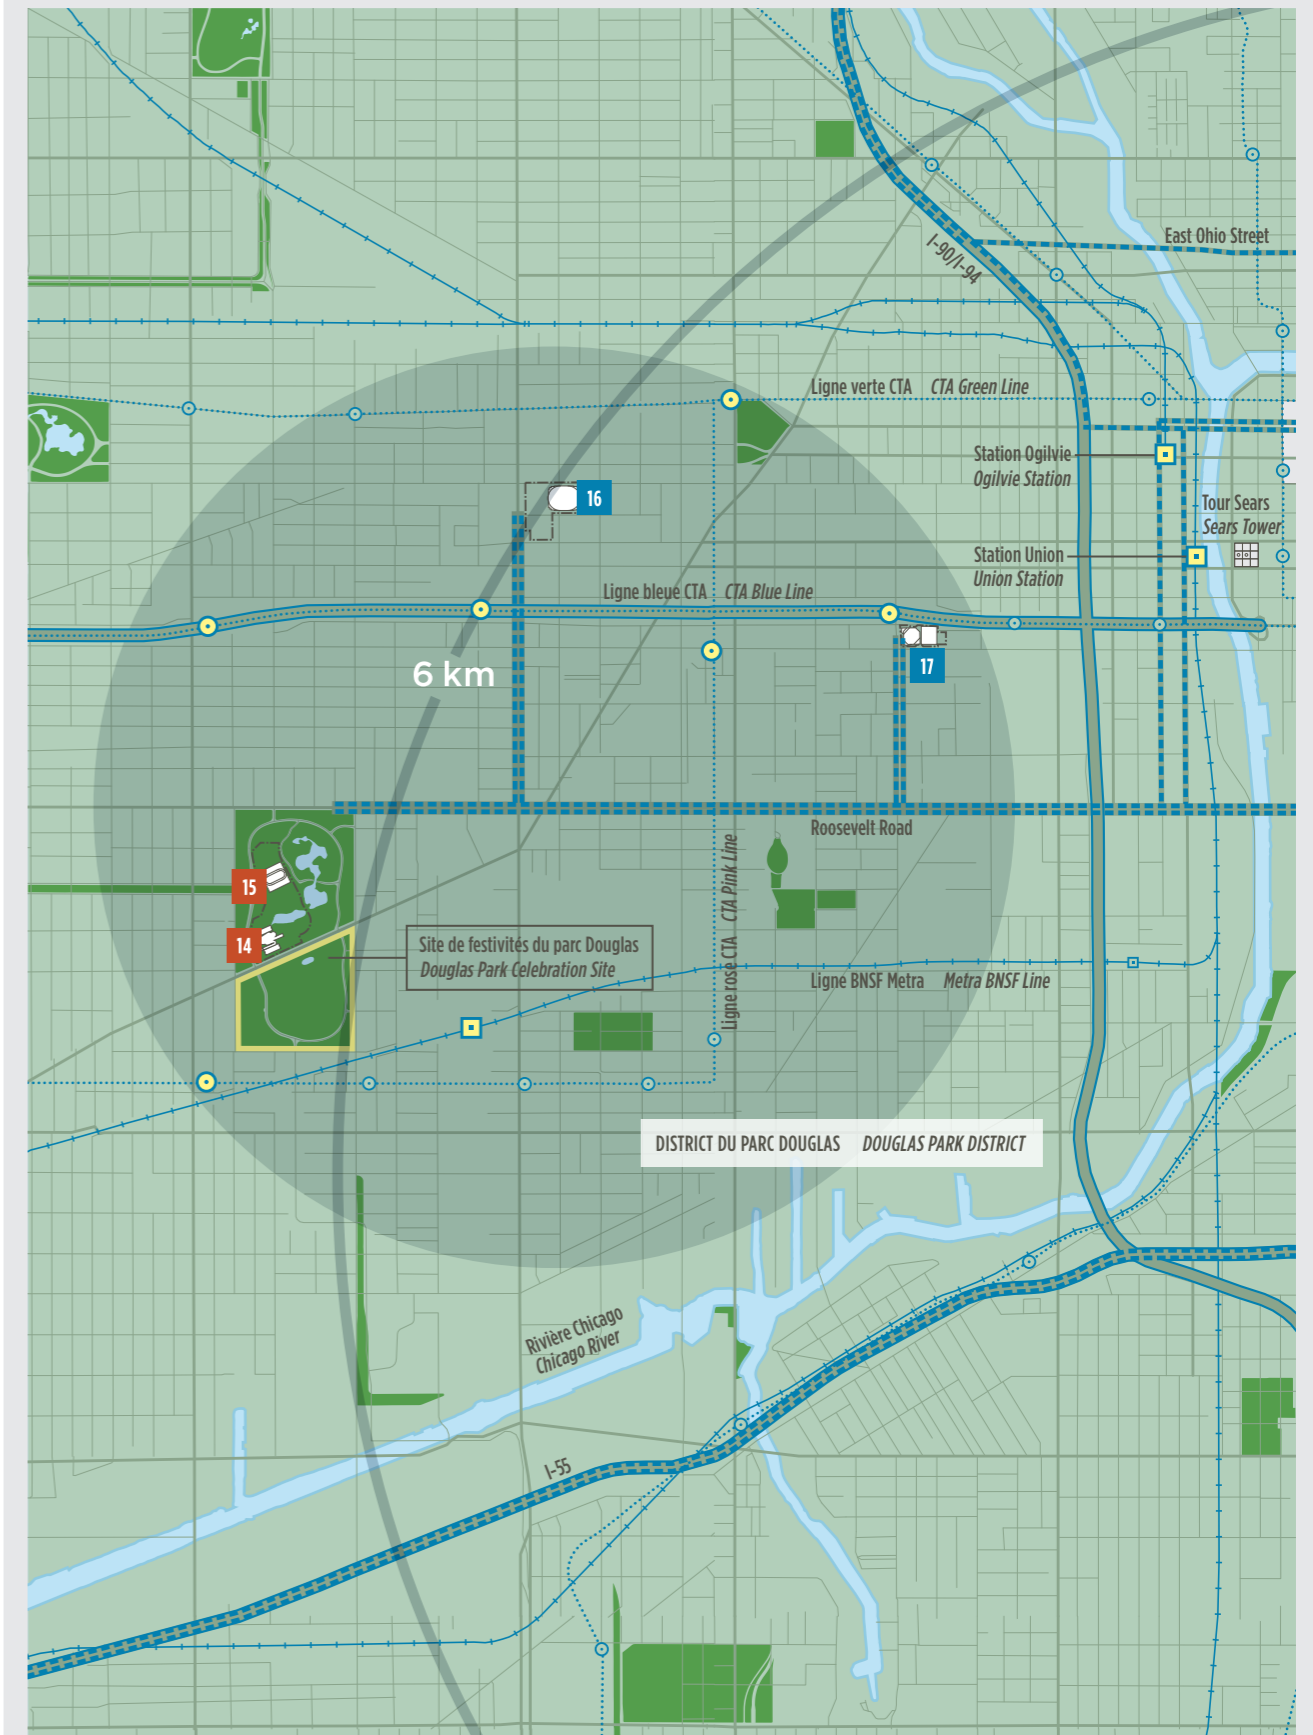 East Ohio Street
I-90/I-94
Ligne verte CTA CTA Green Line
Station Ogilvie
Ogilvie Station
16
Tour Sears
Sears Tower
Station Union
Union Station
Ligne bleue CTA CTA Blue Line
17
6 km
Roosevelt Road
15
14
Site de festivités du parc Douglas
Douglas Park Celebration Site
Ligne rose CTA CTA Pink Line
Ligne BNSF Metra Metra BNSF Line
DISTRICT DU PARC DOUGLAS DOUGLAS PARK DISTRICT
Rivière Chicago
Chicago River
I-55